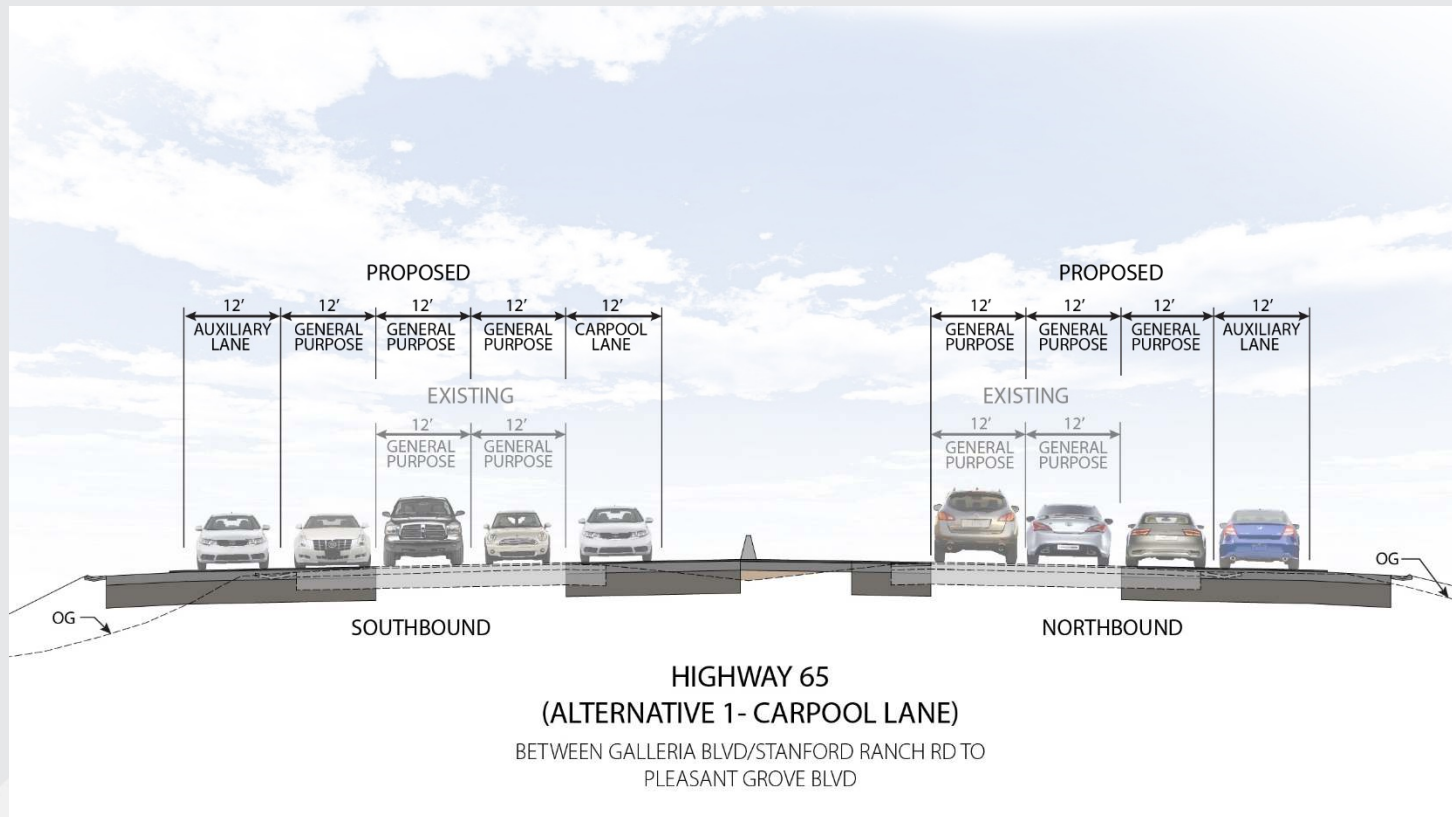 PROPOSED
PROPOSED
12' 12' 12' 12' 12'
AUXILIARY LANE
GENERAL PURPOSE
GENERAL PURPOSE
GENERAL PURPOSE
CARPOOL LANE
12' 12' 12' 12'
GENERAL PURPOSE
GENERAL PURPOSE
GENERAL PURPOSE
AUXILIARY LANE
EXISTING
12' 12'
GENERAL PURPOSE
GENERAL PURPOSE
EXISTING
12' 12'
GENERAL PURPOSE
GENERAL PURPOSE
OG
OG
SOUTHBOUND
NORTHBOUND
HIGHWAY 65
(ALTERNATIVE 1- CARPOOL LANE)
BETWEEN GALLERIA BLVD/STANFORD RANCH RD TO
PLEASANT GROVE BLVD